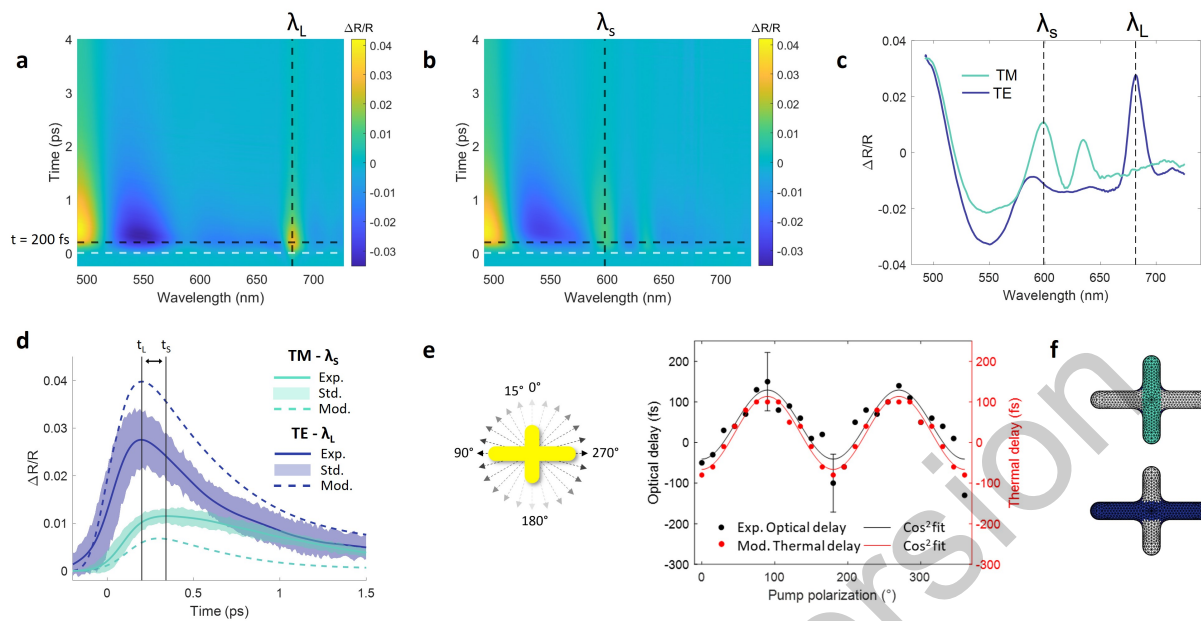 a
λL
ΔR/R
4
3
2
1
0
Time (ps)
t = 200 fs
500
550
600
650
700
Wavelength (nm)
0.04
0.03
0.02
0.01
0
-0.01
-0.02
-0.03
b
λs
ΔR/R
4
3
2
1
0
Time (ps)
500
550
600
650
700
Wavelength (nm)
0.04
0.03
0.02
0.01
0
-0.01
-0.02
-0.03
c
λs
λL
0.04
0.02
0
-0.02
-0.04
ΔR/R
TM
TE
500
550
600
650
700
Wavelength (nm)
d
tL
tS
0.04
0.03
0.02
0.01
0
ΔR/R
TM - λS
Exp.
Std.
Mod.
TE - λL
Exp.
Std.
Mod.
0
0.5
1
1.5
Time (ps)
e
15°
0°
90°
270°
180°
200
100
0
-100
-200
-300
Optical delay (fs)
200
100
0
-100
-200
-300
Thermal delay (fs)
Exp. Optical delay
Cos² fit
Mod. Thermal delay
Cos² fit
0
100
200
300
Pump polarization (°)
f
ersion